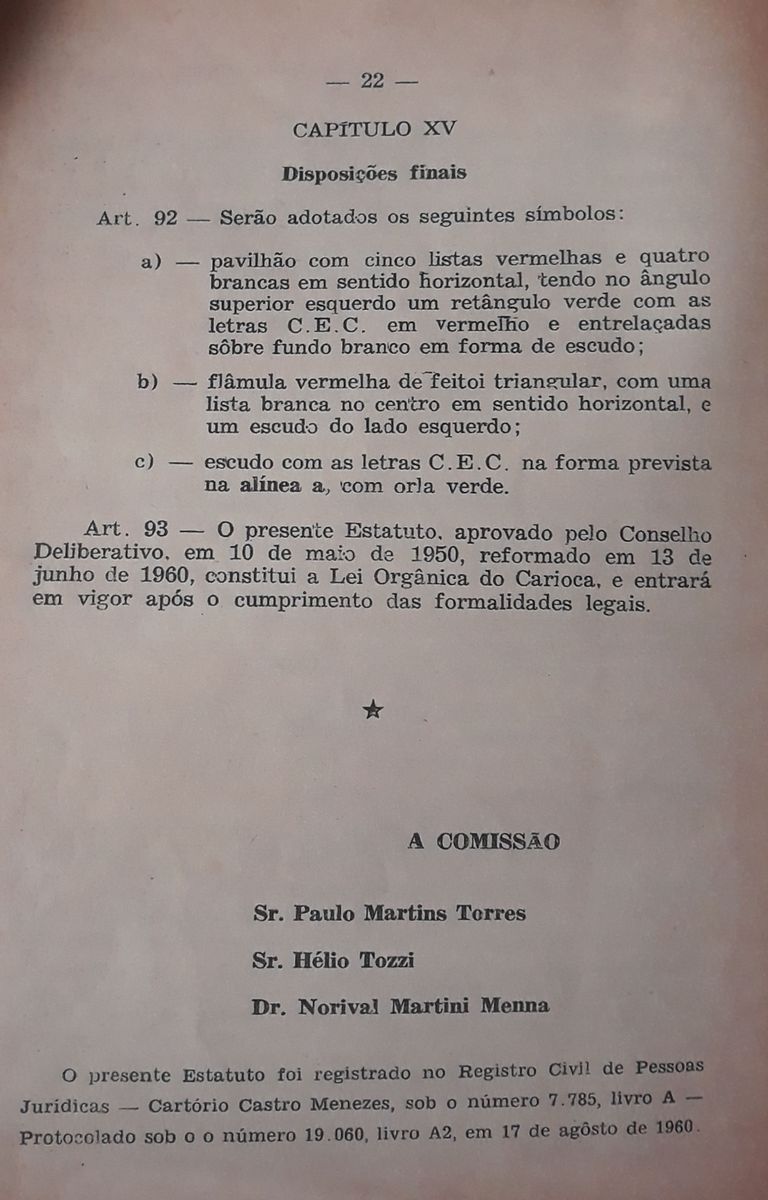 — 22 —
CAPÍTULO XV
Disposições finais
Art. 92 — Serão adotados os seguintes símbolos:
a) — pavilhão com cinco listas vermelhas e quatro
brancas em sentido horizontal, tendo no ângulo
superior esquerdo um retângulo verde com as
letras C.E.C. em vermelho e entrelaçadas
sôbre fundo branco em forma de escudo;
b) — flâmula vermelha de feitoi triangular, com uma
lista branca no centro em sentido horizontal, e
um escudo do lado esquerdo;
c) — escudo com as letras C.E.C. na forma prevista
na alínea a, com orla verde.
Art. 93 — O presente Estatuto, aprovado pelo Conselho
Deliberativo, em 10 de maio de 1950, reformado em 13 de
junho de 1960, constitui a Lei Orgânica do Carioca, e entrará
em vigor após o cumprimento das formalidades legais.
A COMISSÃO
Sr. Paulo Martins Torres
Sr. Hélio Tozzi
Dr. Norival Martini Menna
O presente Estatuto foi registrado no Registro Civil de Pessoas
Jurídicas — Cartório Castro Menezes, sob o número 7.785, livro A —
Protocolado sob o o número 19.060, livro A2, em 17 de agôsto de 1960.